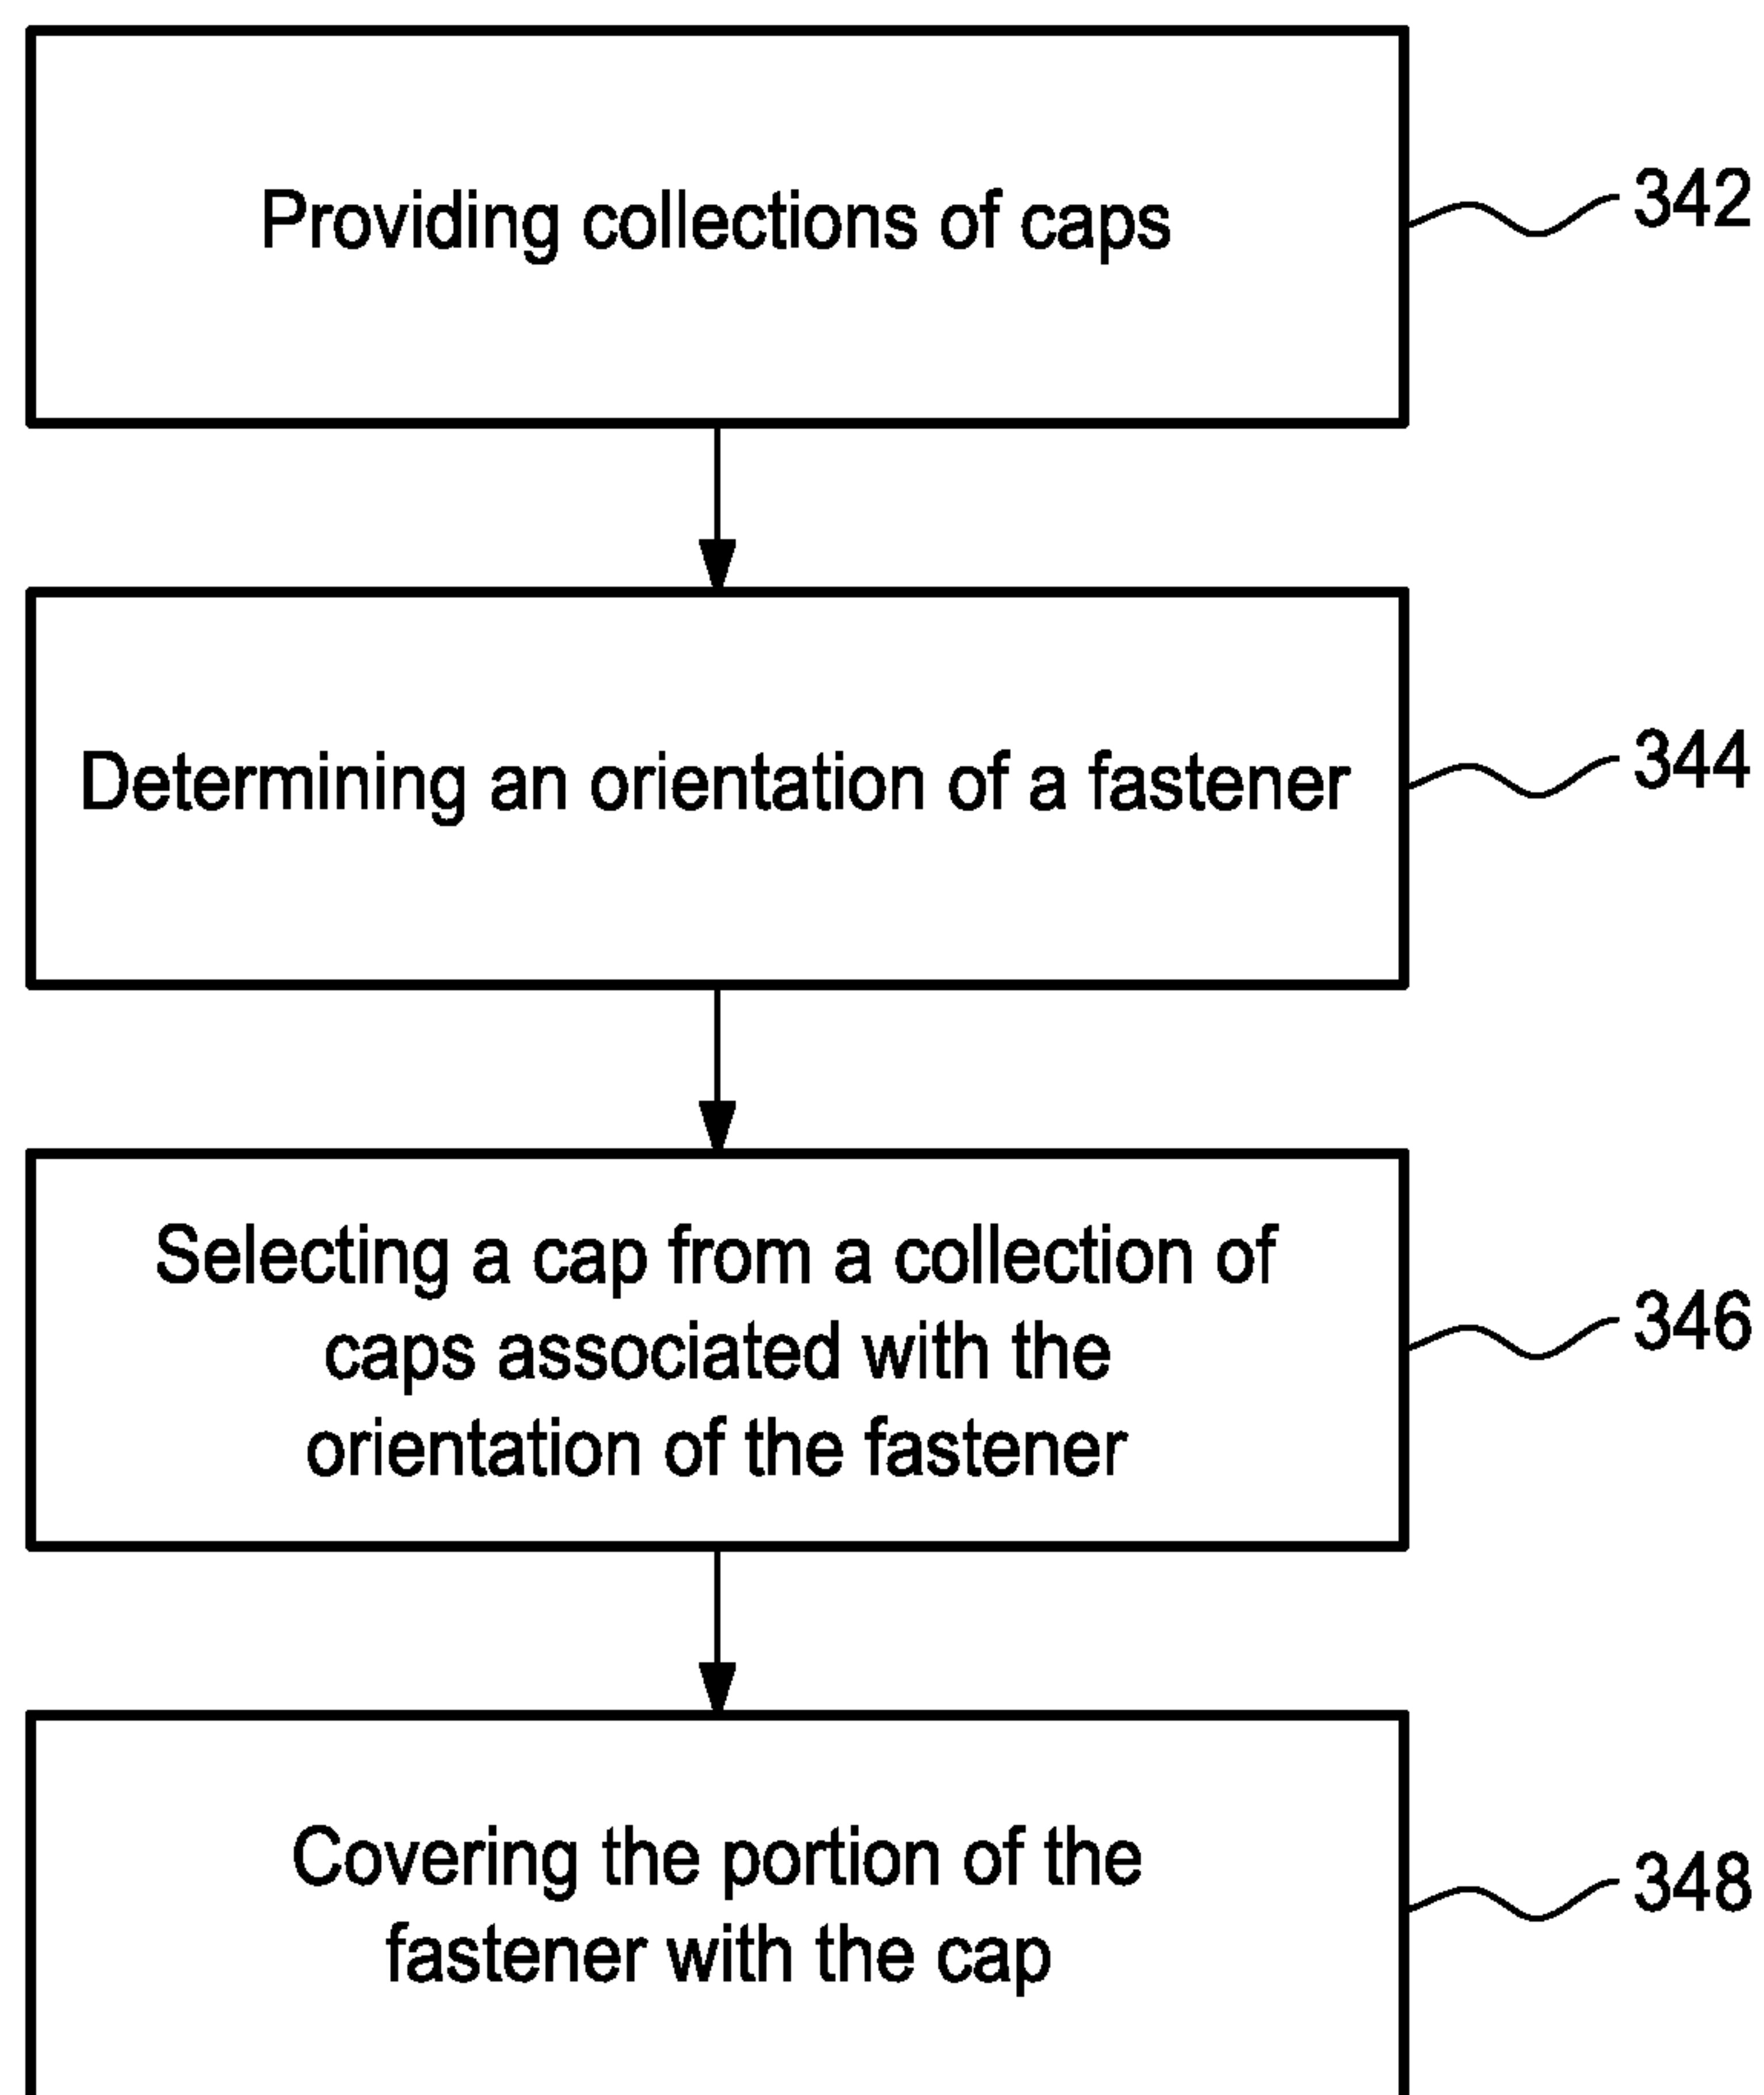 Providing collections of caps
342
Determining an orientation of a fastener
344
Selecting a cap from a collection of
caps associated with the
orientation of the fastener
346
Covering the portion of the
fastener with the cap
348